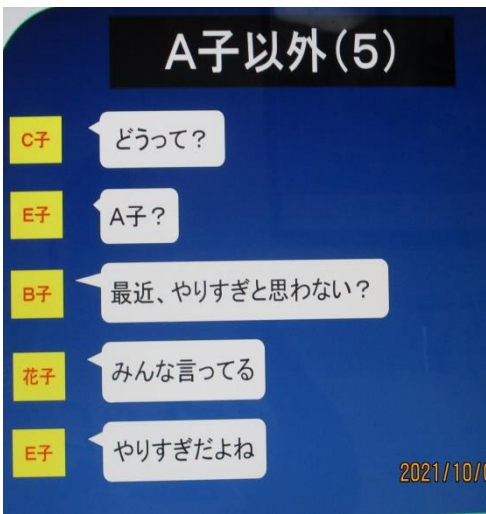 A子以外(5)
C子
どうって？
E子
A子？
B子
最近、やりすぎと思わない？
花子
みんな言ってる
E子
やりすぎだよね
2021/10/